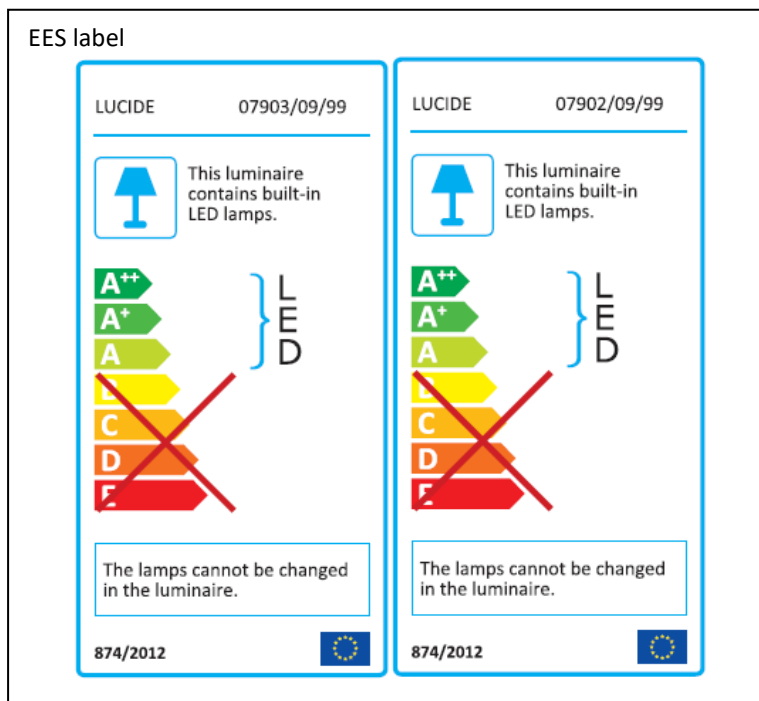 EES label
LUCIDE 07903/09/99
This luminaire
contains built-in
LED lamps.
A++
A+
A
B
C
D
E
L
E
D
The lamps cannot be changed
in the luminaire.
874/2012
LUCIDE 07902/09/99
This luminaire
contains built-in
LED lamps.
A++
A+
A
B
C
D
E
L
E
D
The lamps cannot be changed
in the luminaire.
874/2012